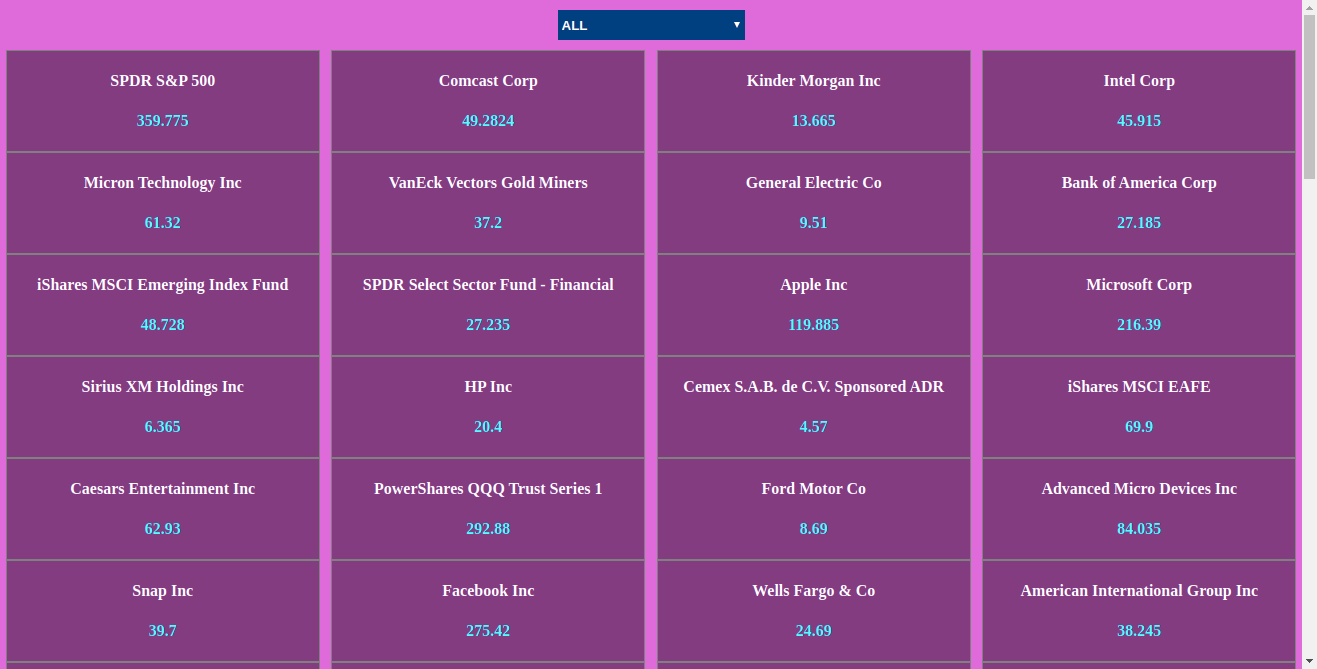 ALL
SPDR S&P 500
359.775
Comcast Corp
49.2824
Kinder Morgan Inc
13.665
Intel Corp
45.915
Micron Technology Inc
61.32
VanEck Vectors Gold Miners
37.2
General Electric Co
9.51
Bank of America Corp
27.185
iShares MSCI Emerging Index Fund
48.728
SPDR Select Sector Fund - Financial
27.235
Apple Inc
119.885
Microsoft Corp
216.39
Sirius XM Holdings Inc
6.365
HP Inc
20.4
Cemex S.A.B. de C.V. Sponsored ADR
4.57
iShares MSCI EAFE
69.9
Caesars Entertainment Inc
62.93
PowerShares QQQ Trust Series 1
292.88
Ford Motor Co
8.69
Advanced Micro Devices Inc
84.035
Snap Inc
39.7
Facebook Inc
275.42
Wells Fargo & Co
24.69
American International Group Inc
38.245